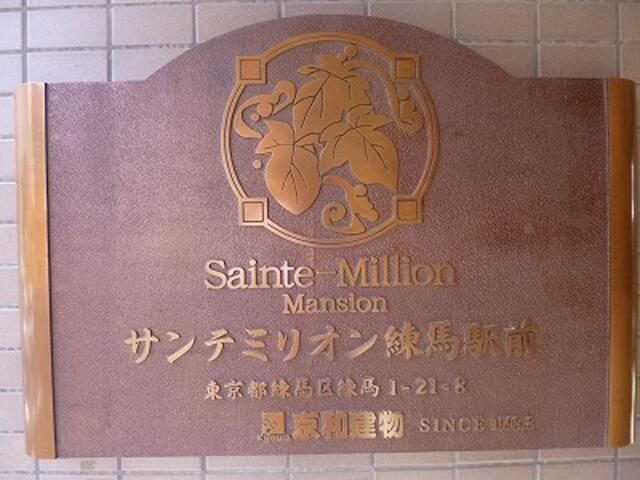 Sainte-Million
Mansion
サンテミリオン練馬駅前
東京都練馬区練馬 1-21-8
Kyowa 京和建物 SINCE